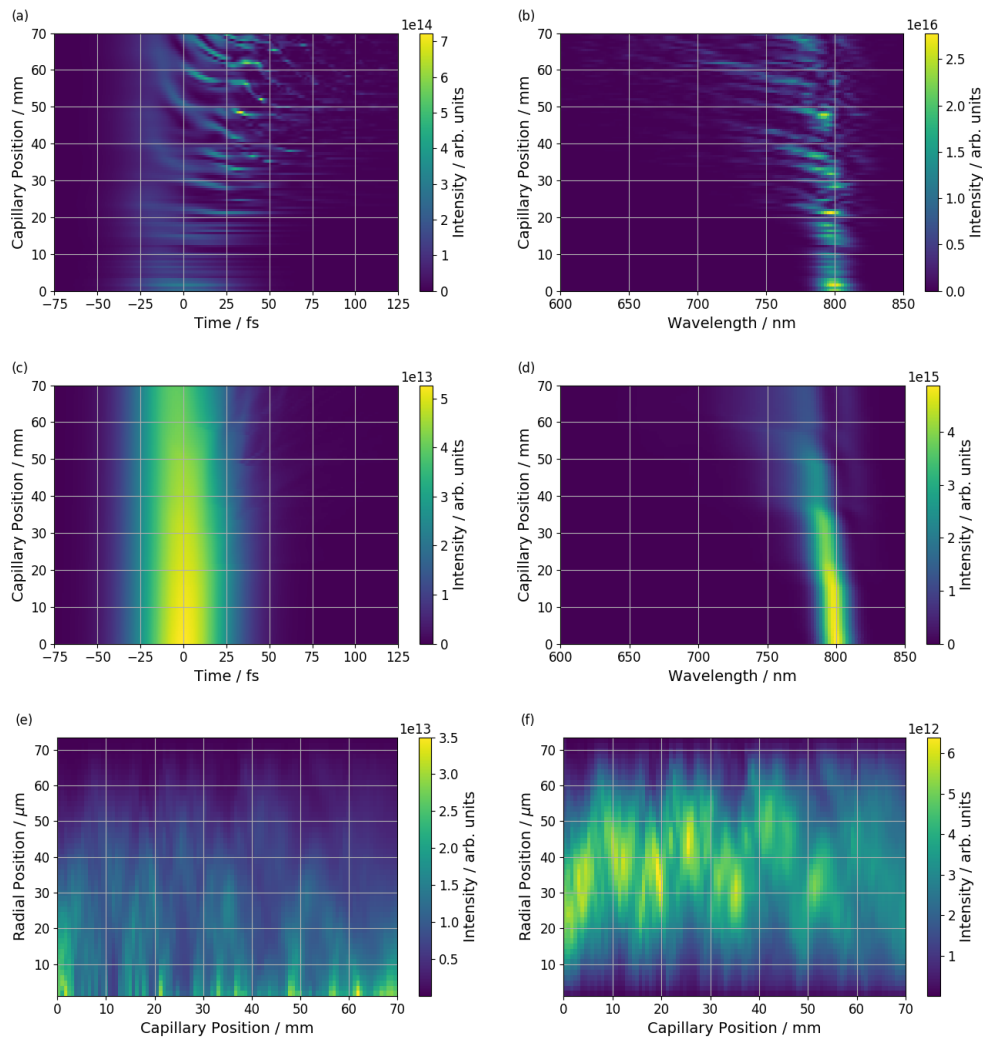 (a)
1e14
Capillary Position / mm
70
60
50
40
30
20
10
0
−75 −50 −25 0 25 50 75 100 125
Time / fs
7
6
5
4
3
2
1
0
Intensity / arb. units
(b)
1e16
Capillary Position / mm
70
60
50
40
30
20
10
0
600 650 700 750 800 850
Wavelength / nm
2.5
2.0
1.5
1.0
0.5
0.0
Intensity / arb. units
(c)
1e13
Capillary Position / mm
70
60
50
40
30
20
10
0
−75 −50 −25 0 25 50 75 100 125
Time / fs
5
4
3
2
1
0
Intensity / arb. units
(d)
1e15
Capillary Position / mm
70
60
50
40
30
20
10
0
600 650 700 750 800 850
Wavelength / nm
4
3
2
1
0
Intensity / arb. units
(e)
1e13
Radial Position / μm
70
60
50
40
30
20
10
0 10 20 30 40 50 60 70
Capillary Position / mm
3.5
3.0
2.5
2.0
1.5
1.0
0.5
Intensity / arb. units
(f)
1e12
Radial Position / μm
70
60
50
40
30
20
10
0 10 20 30 40 50 60 70
Capillary Position / mm
6
5
4
3
2
1
Intensity / arb. units